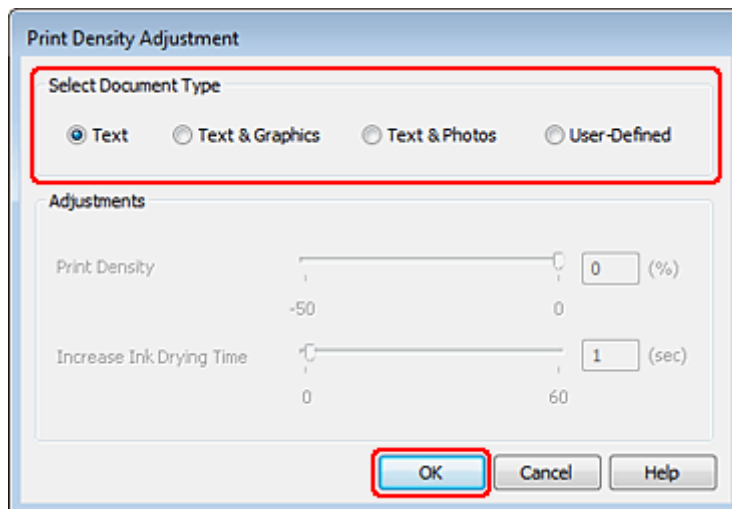 Print Density Adjustment
Select Document Type
Text Text & Graphics Text & Photos User-Defined
Adjustments
Print Density 0 (%)
-50 0
Increase Ink Drying Time 1 (sec)
0 60
OK Cancel Help